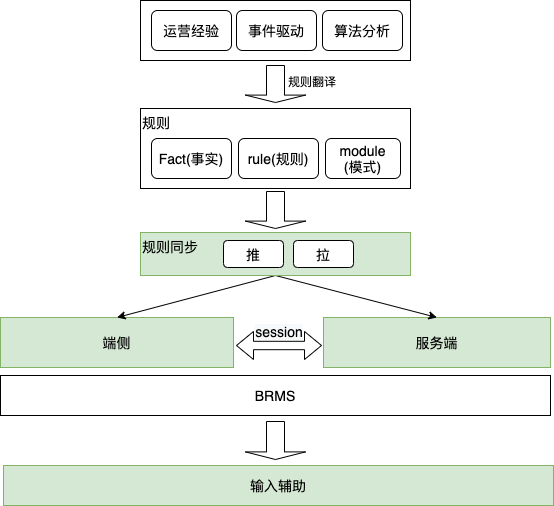 运营经验 事件驱动 算法分析
规则翻译
规则
Fact(事实) rule(规则) module
(模式)
规则同步 推 拉
端侧 session 服务端
BRMS
输入辅助